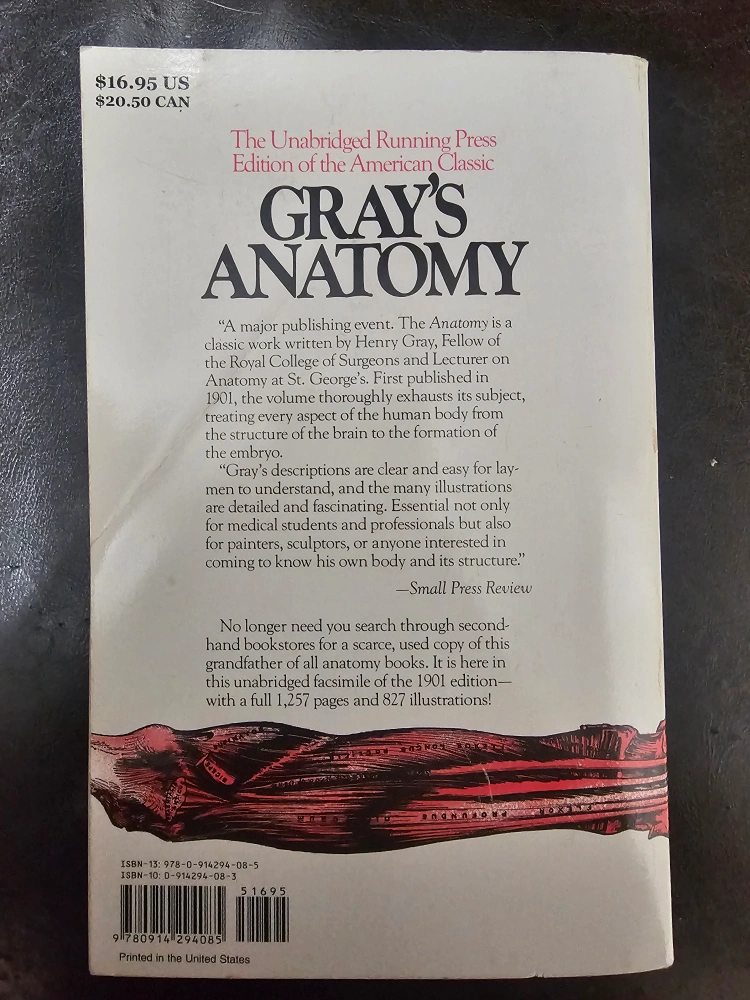 $16.95 US
$20.50 CAN
The Unabridged Running Press
Edition of the American Classic
GRAY'S
ANATOMY
“A major publishing event. The Anatomy is a
classic work written by Henry Gray, Fellow of
the Royal College of Surgeons and Lecturer on
Anatomy at St. George's. First published in
1901, the volume thoroughly exhausts its subject,
treating every aspect of the human body from
the structure of the brain to the formation of
the embryo.
“Gray's descriptions are clear and easy for lay-
men to understand, and the many illustrations
are detailed and fascinating. Essential not only
for medical students and professionals but also
for painters, sculptors, or anyone interested in
coming to know his own body and its structure.”
—Small Press Review
No longer need you search through second-
hand bookstores for a scarce, used copy of this
grandfather of all anatomy books. It is here in
this unabridged facsimile of the 1901 edition—
with a full 1,257 pages and 827 illustrations!
PROFUNDUS
ISBN-13: 978-0-914294-08-5
ISBN-10: 0-914294-08-3
51695
9 780914 294085
Printed in the United States